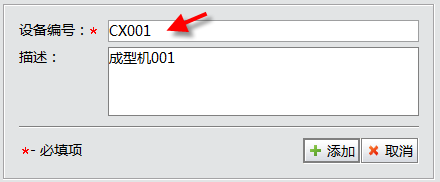 设备编号：* CX001
描述： 成型机001
*- 必填项 添加 取消